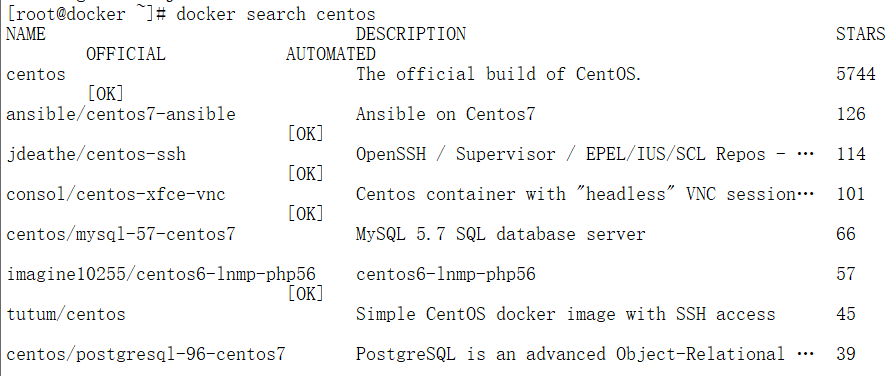 [root@docker ~]# docker search centos
NAME DESCRIPTION STARS
OFFICIAL AUTOMATED
centos The official build of CentOS. 5744
[OK]
ansible/centos7-ansible Ansible on Centos7 126
[OK]
jdeathe/centos-ssh OpenSSH / Supervisor / EPEL/IUS/SCL Repos - … 114
[OK]
consol/centos-xfce-vnc Centos container with "headless" VNC session… 101
[OK]
centos/mysql-57-centos7 MySQL 5.7 SQL database server 66
imagine10255/centos6-lnmp-php56 centos6-lnmp-php56 57
[OK]
tutum/centos Simple CentOS docker image with SSH access 45
centos/postgresql-96-centos7 PostgreSQL is an advanced Object-Relational … 39